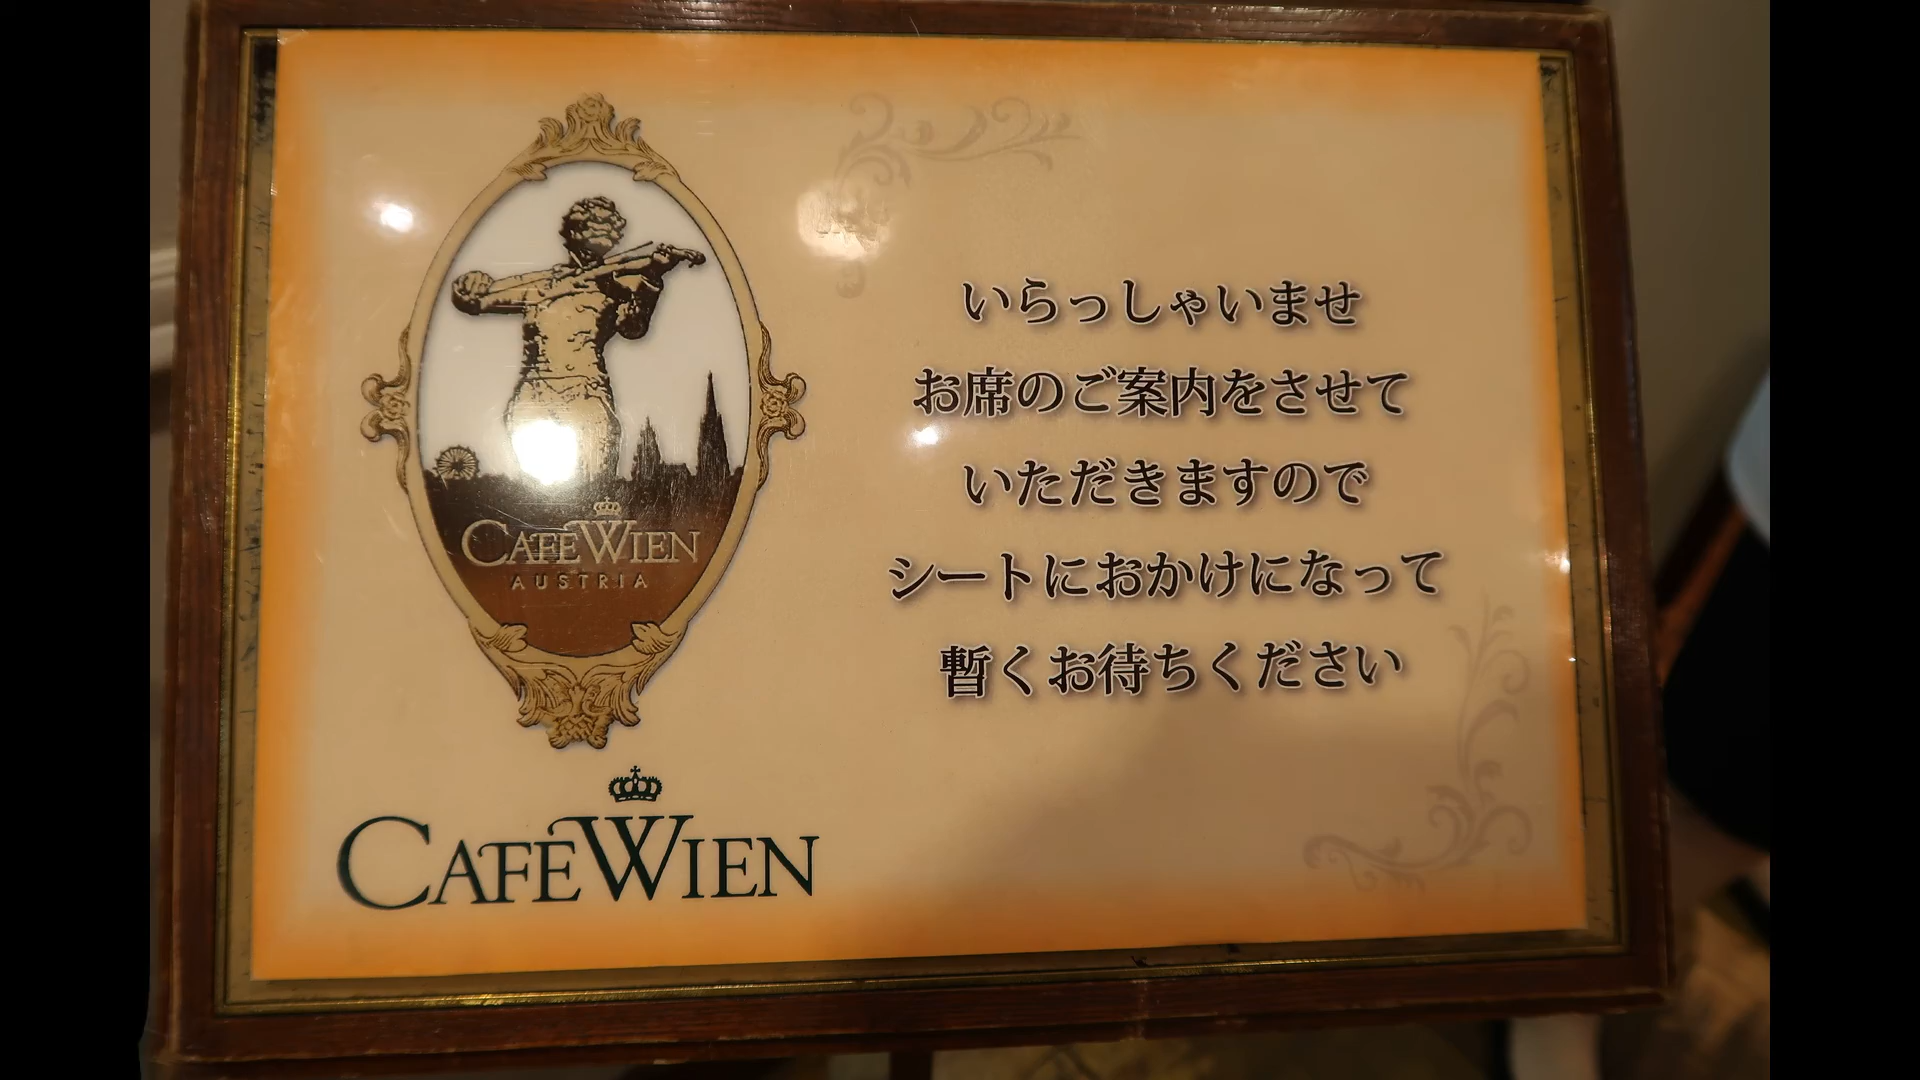 CAFÉ WIEN
AUSTRIA
CAFÉ WIEN
いらっしゃいませ
お席のご案内をさせて
いただきますので
シートにおかけになって
暫くお待ちください